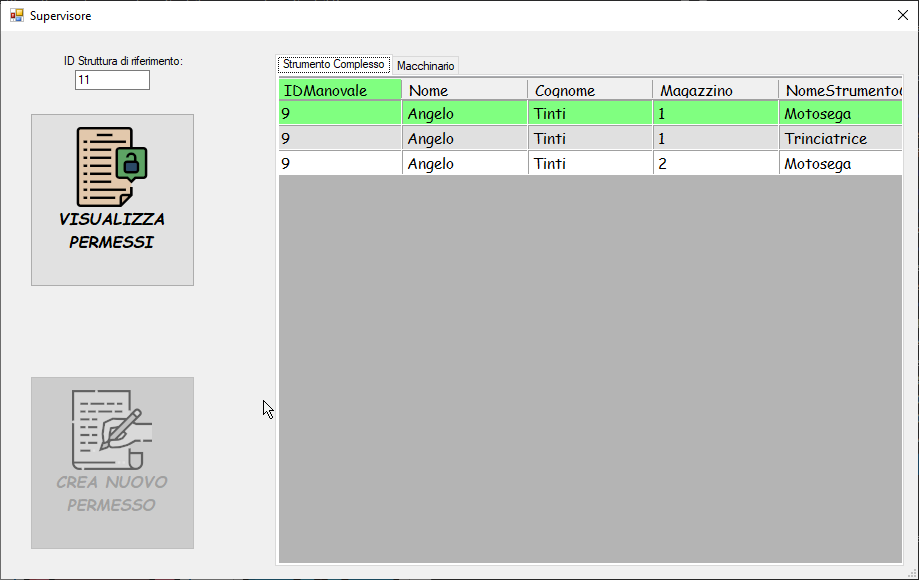 Supervisore
ID Struttura di riferimento:
11
VISUALIZZA
PERMESSI
CREA NUOVO
PERMESSO
Strumento Complesso Macchinario
IDManovale Nome Cognome Magazzino NomeStrumento
9 Angelo Tinti 1 Motosega
9 Angelo Tinti 1 Trinciatrice
9 Angelo Tinti 2 Motosega